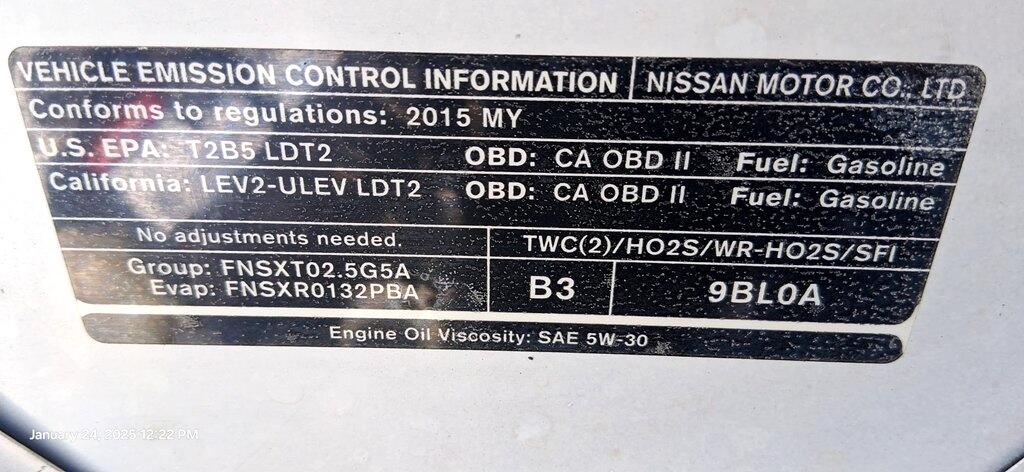 VEHICLE EMISSION CONTROL INFORMATION NISSAN MOTOR CO., LTD.
Conforms to regulations: 2015 MY
U.S. EPA: T2B5 LDT2 OBD: CA OBD II Fuel: Gasoline
California: LEV2-ULEV LDT2 OBD: CA OBD II Fuel: Gasoline
No adjustments needed. TWC(2)/HO2S/WR-HO2S/SFI
Group: FNSXT02.5G5A
Evap: FNSXR0132PBA
B3 9BL0A
Engine Oil Viscosity: SAE 5W-30
January 24, 2025 12:22 PM